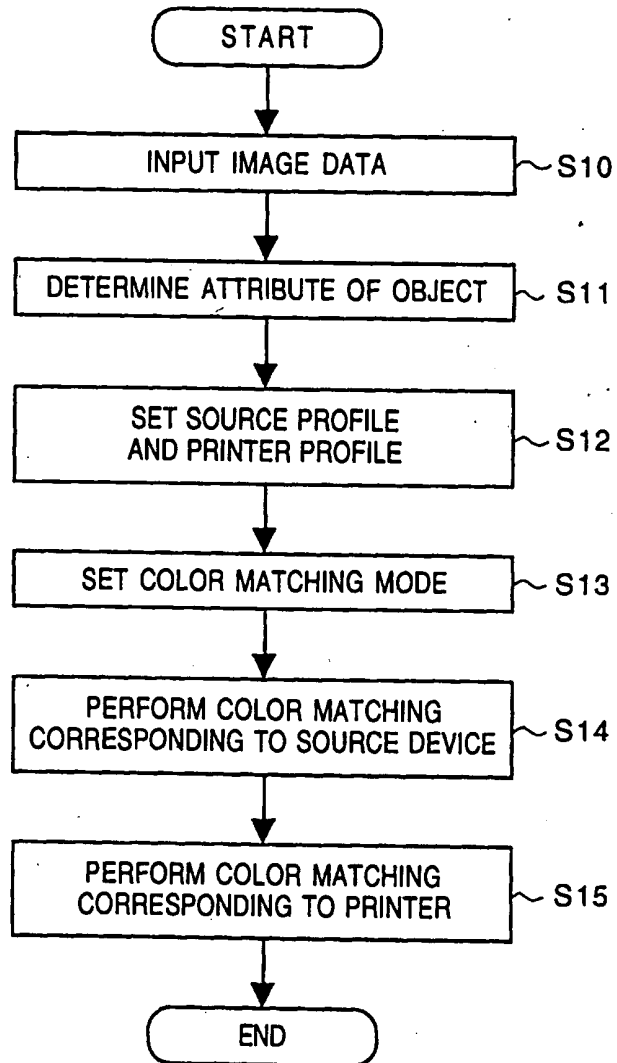 START
INPUT IMAGE DATA
S10
DETERMINE ATTRIBUTE OF OBJECT
S11
SET SOURCE PROFILE
AND PRINTER PROFILE
S12
SET COLOR MATCHING MODE
S13
PERFORM COLOR MATCHING
CORRESPONDING TO SOURCE DEVICE
S14
PERFORM COLOR MATCHING
CORRESPONDING TO PRINTER
S15
END